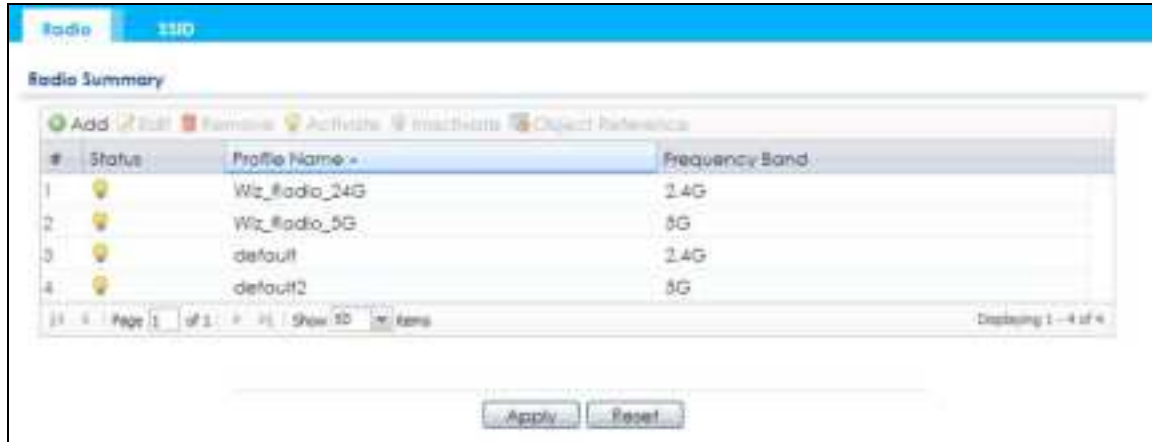 Radio SSID
Radio Summary
Add Edit Remove Activate Inactivate Object Reference
# Status Profile Name Frequency Band
1 Wiz_Radio_24G 2.4G
2 Wiz_Radio_5G 5G
3 default 2.4G
4 default2 5G
Page 1 of 1 Show 50 items Displaying 1 - 4 of 4
Apply Reset